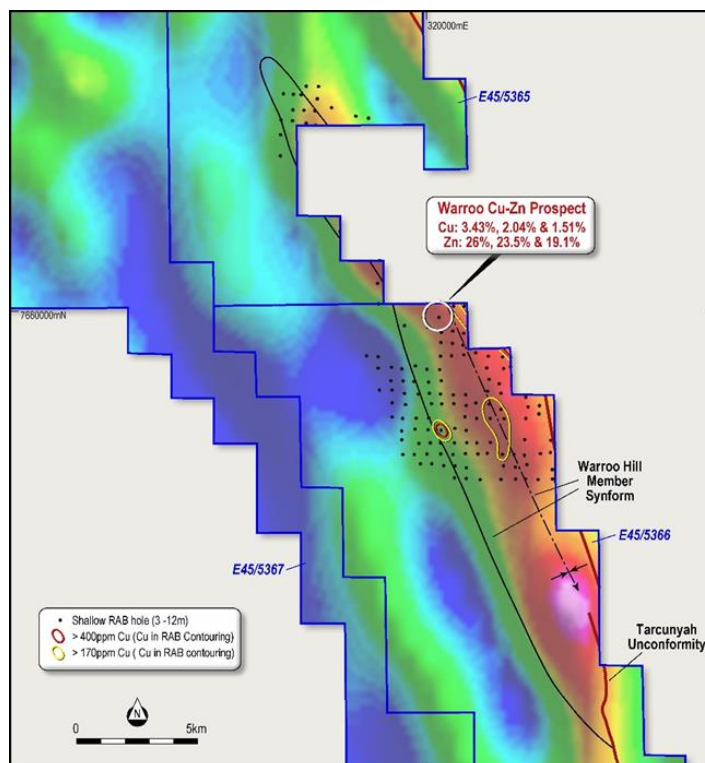 320000mE
E45/5365
Warroo Cu-Zn Prospect
Cu: 3.43%, 2.04% & 1.51%
Zn: 26%, 23.5% & 19.1%
7660000mN
Warroo Hill
Member
Synform
E45/5366
E45/5367
Shallow RAB hole (3 -12m)
> 400ppm Cu (Cu in RAB Contouring)
> 170ppm Cu ( Cu in RAB contouring)
Tarcunyah
Unconformity
N
0 5km